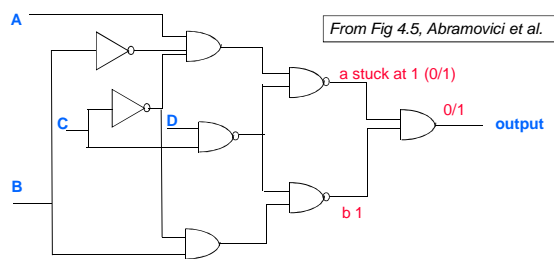 A
From Fig 4.5, Abramovici et al.
a stuck at 1 (0/1)
0/1
C
D
output
B
b 1